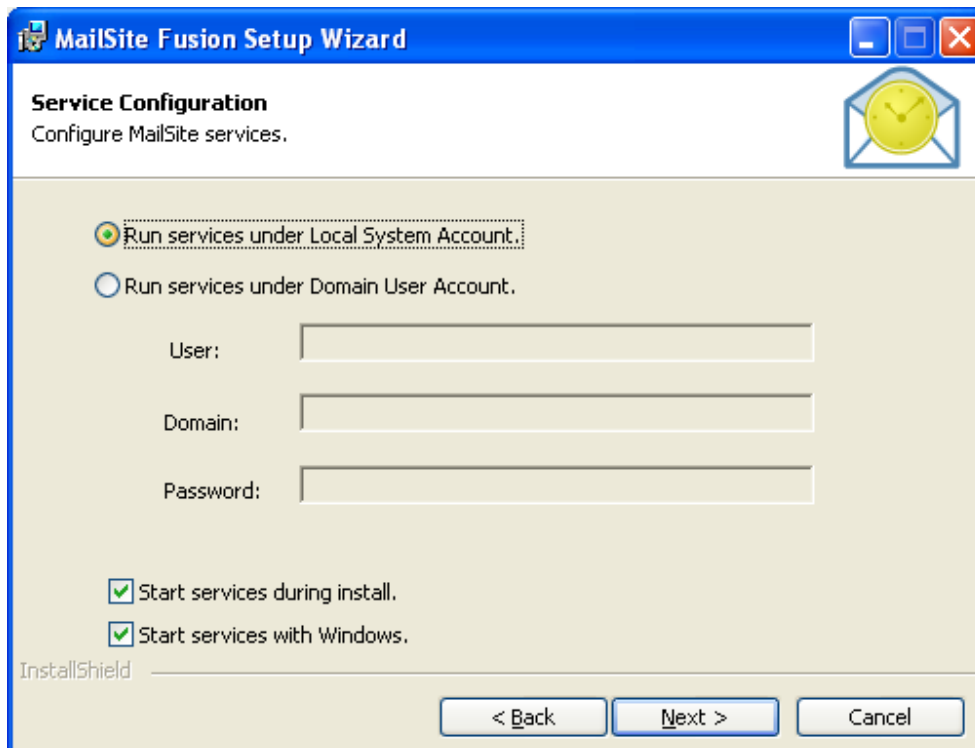 MailSite Fusion Setup Wizard
Service Configuration
Configure MailSite services.
Run services under Local System Account.
Run services under Domain User Account.
User:
Domain:
Password:
Start services during install.
Start services with Windows.
InstallShield
< Back Next > Cancel